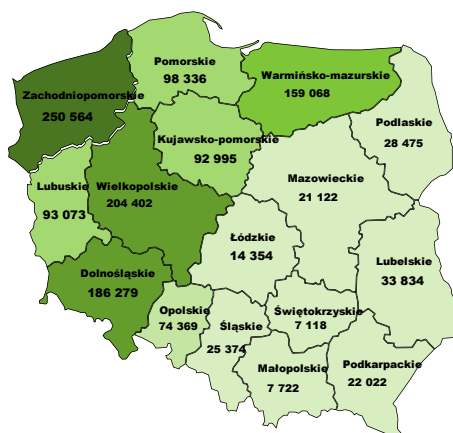 Pomorskie
98 336
Warmińsko-mazurskie
159 068
Zachodniopomorskie
250 564
Podlaskie
28 475
Kujawsko-pomorskie
92 995
Mazowieckie
21 122
Lubuskie
93 073
Wielkopolskie
204 402
Łódzkie
14 354
Lubelskie
33 834
Dolnośląskie
186 279
Opolskie
74 369
Śląskie
25 374
Świętokrzyskie
7 118
Małopolskie
7 722
Podkarpackie
22 022